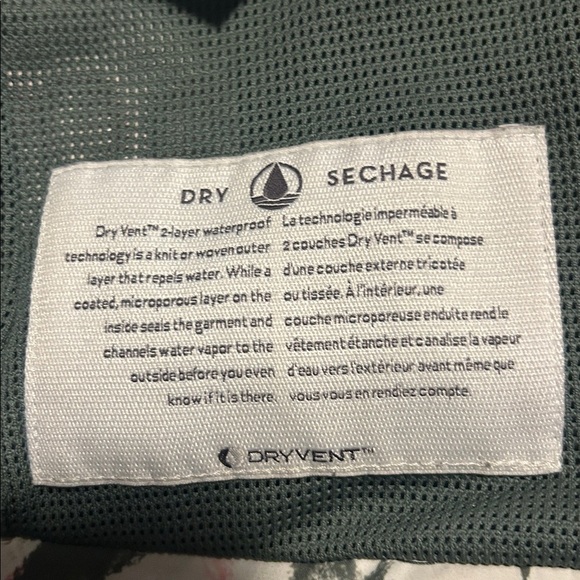 DRY SECHAGE
Dry Vent™ 2-layer waterproof
technology is a knit or woven outer
layer that repels water. While a
coated, microporous layer on the
inside seals the garment and
channels water vapor to the
outside before you even
know if it is there.
La technologie imperméable à
2 couches Dry Vent™ se compose
d'une couche externe tricotée
ou tissée. À l'intérieur, une
couche microporeuse enduite rend le
vêtement étanche et canalise la vapeur
d'eau vers l'extérieur avant même que
vous vous en rendiez compte.
DRYVENT™